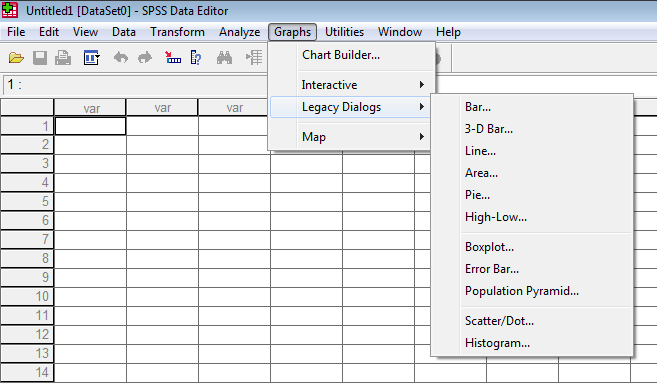 Untitled1 [DataSet0] - SPSS Data Editor
File Edit View Data Transform Analyze Graphs Utilities Window Help
Chart Builder...
Interactive
Legacy Dialogs
Map
Bar...
3-D Bar...
Line...
Area...
Pie...
High-Low...
Boxplot...
Error Bar...
Population Pyramid...
Scatter/Dot...
Histogram...
1 :
var var var
1
2
3
4
5
6
7
8
9
10
11
12
13
14